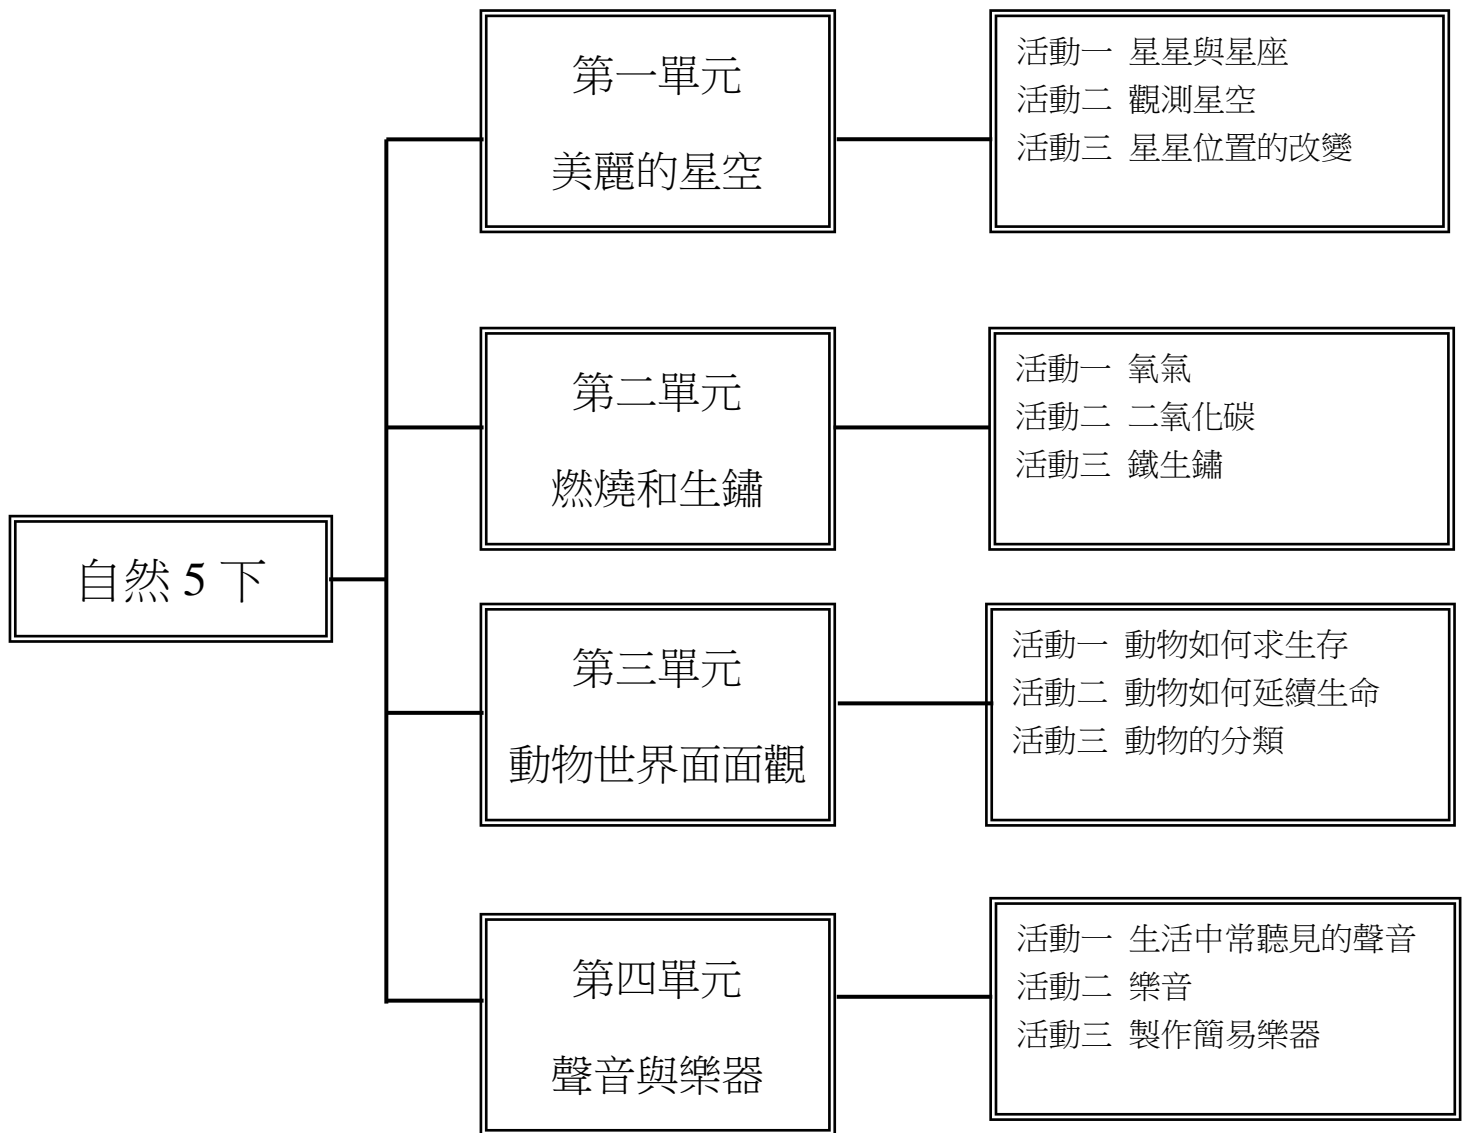 自然 5 下
第一單元
美麗的星空
活動一 星星與星座
活動二 觀測星空
活動三 星星位置的改變
第二單元
燃燒和生鏽
活動一 氧氣
活動二 二氧化碳
活動三 鐵生鏽
第三單元
動物世界面面觀
活動一 動物如何求生存
活動二 動物如何延續生命
活動三 動物的分類
第四單元
聲音與樂器
活動一 生活中常聽見的聲音
活動二 樂音
活動三 製作簡易樂器